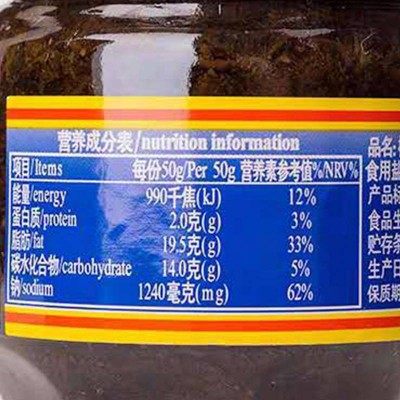 营养成分表/nutrition information
项目/Items 每份50g/Per 50g 营养素参考值%/NRV%
能量/energy 990千焦(kJ) 12%
蛋白质/protein 2.0克(g) 3%
脂肪/fat 19.5克(g) 33%
碳水化合物/carbohydrate 14.0克(g) 5%
钠/sodium 1240毫克(mg) 62%
品名:
食用盐
产品标
食品生
贮存条
生产日
保质期